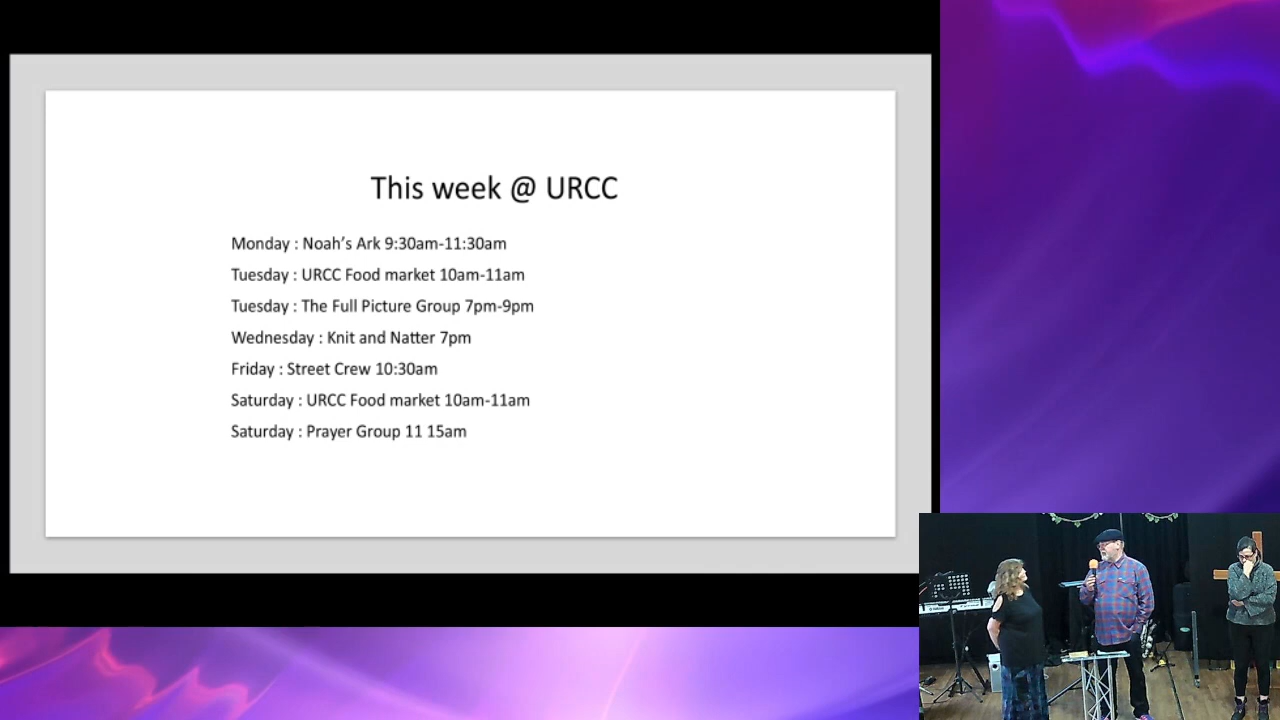 This week @ URCC
Monday : Noah’s Ark 9:30am-11:30am
Tuesday : URCC Food market 10am-11am
Tuesday : The Full Picture Group 7pm-9pm
Wednesday : Knit and Natter 7pm
Friday : Street Crew 10:30am
Saturday : URCC Food market 10am-11am
Saturday : Prayer Group 11 15am